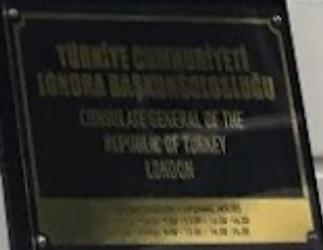 TÜRKİYE CUMHURİYETİ
LONDRA BAŞKONSOLOSLUĞU
CONSULATE GENERAL OF THE
REPUBLIC OF TURKEY
LONDON